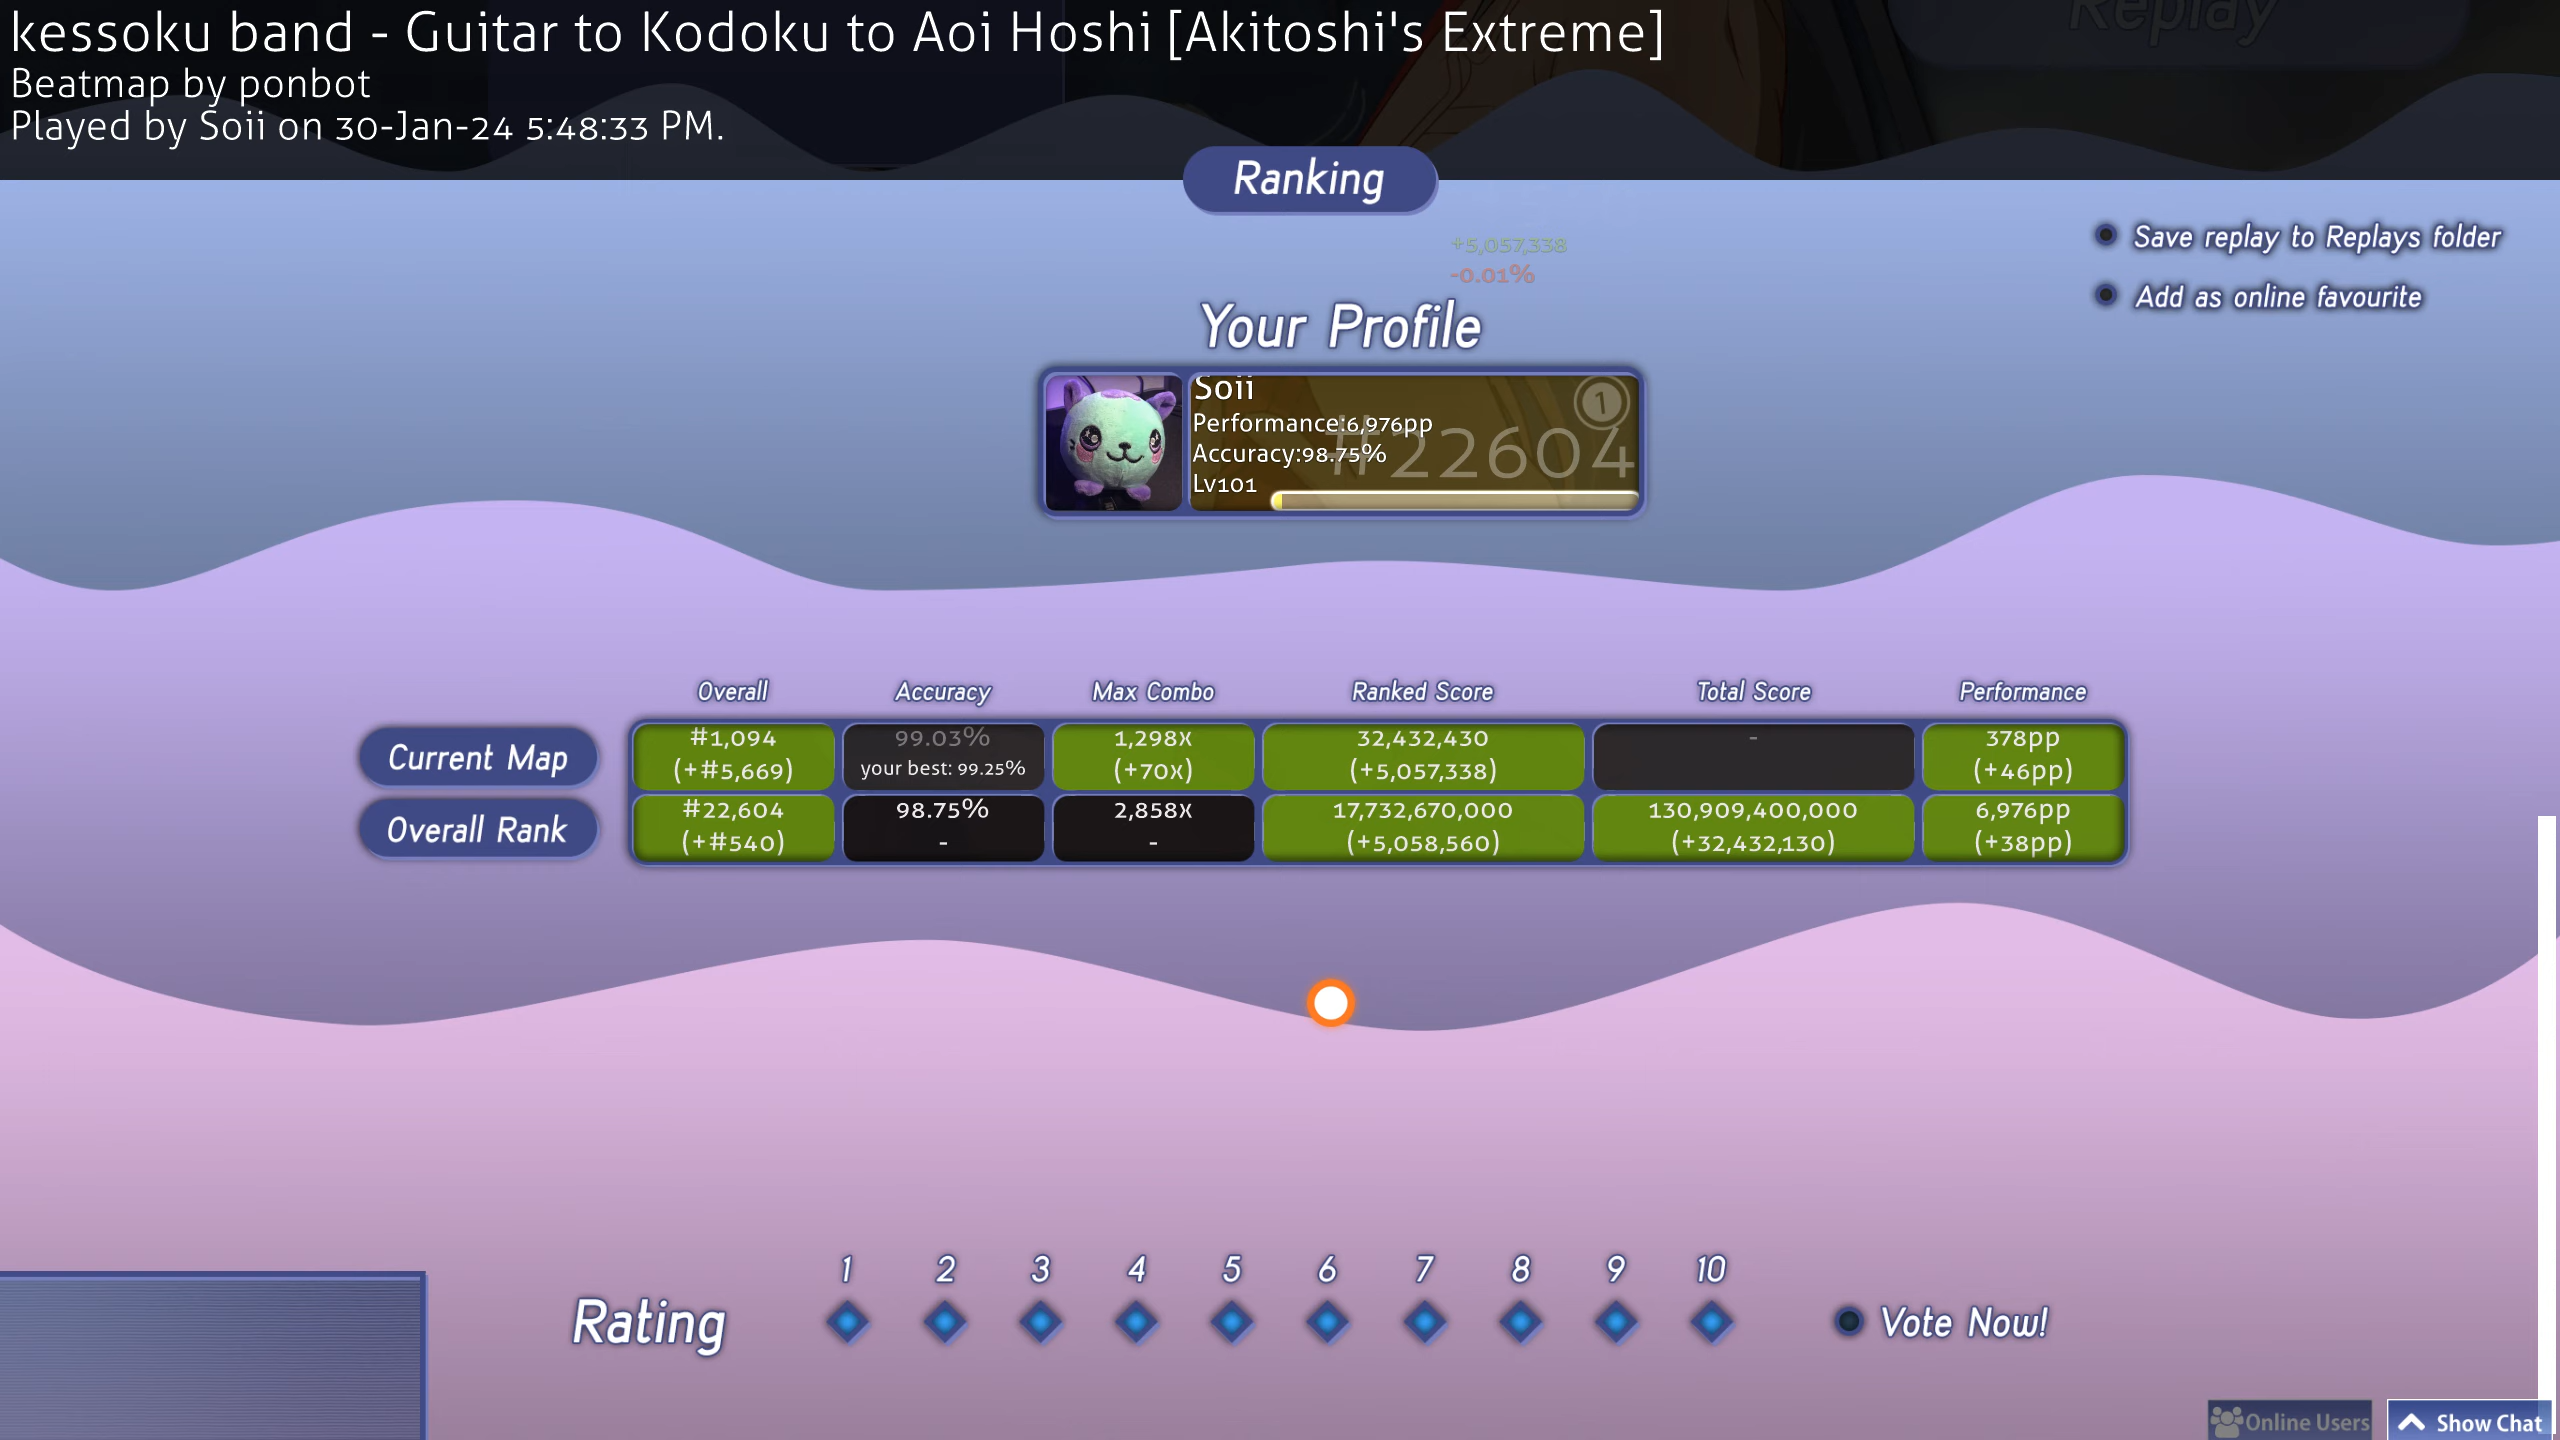 kessoku band - Guitar to Kodoku to Aoi Hoshi [Akitoshi's Extreme]
Beatmap by ponbot
Played by Soii on 30-Jan-24 5:48:33 PM.
Replay
Ranking
+5,057,338
-0.01%
Save replay to Replays folder
Add as online favourite
Your Profile
Soii
1
Performance:6,976pp
#22604
Accuracy:98.75%
Lv101
Overall Accuracy Max Combo Ranked Score Total Score Performance
Current Map #1,094 99.03% 1,298x 32,432,430 - 378pp
(+#5,669) your best: 99.25% (+70x) (+5,057,338) (+46pp)
Overall Rank #22,604 98.75% 2,858x 17,732,670,000 130,909,400,000 6,976pp
(+#540) - - (+5,058,560) (+32,432,130) (+38pp)
1 2 3 4 5 6 7 8 9 10
Rating
Vote Now!
Online Users
Show Chat